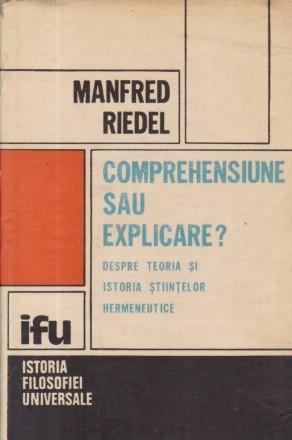 MANFRED
RIEDEL
COMPREHENSIUNE
SAU
EXPLICARE?
DESPRE TEORIA ȘI
ISTORIA ȘTIINȚELOR
HERMENEUTICE
ifu
ISTORIA
FILOSOFIEI
UNIVERSALE